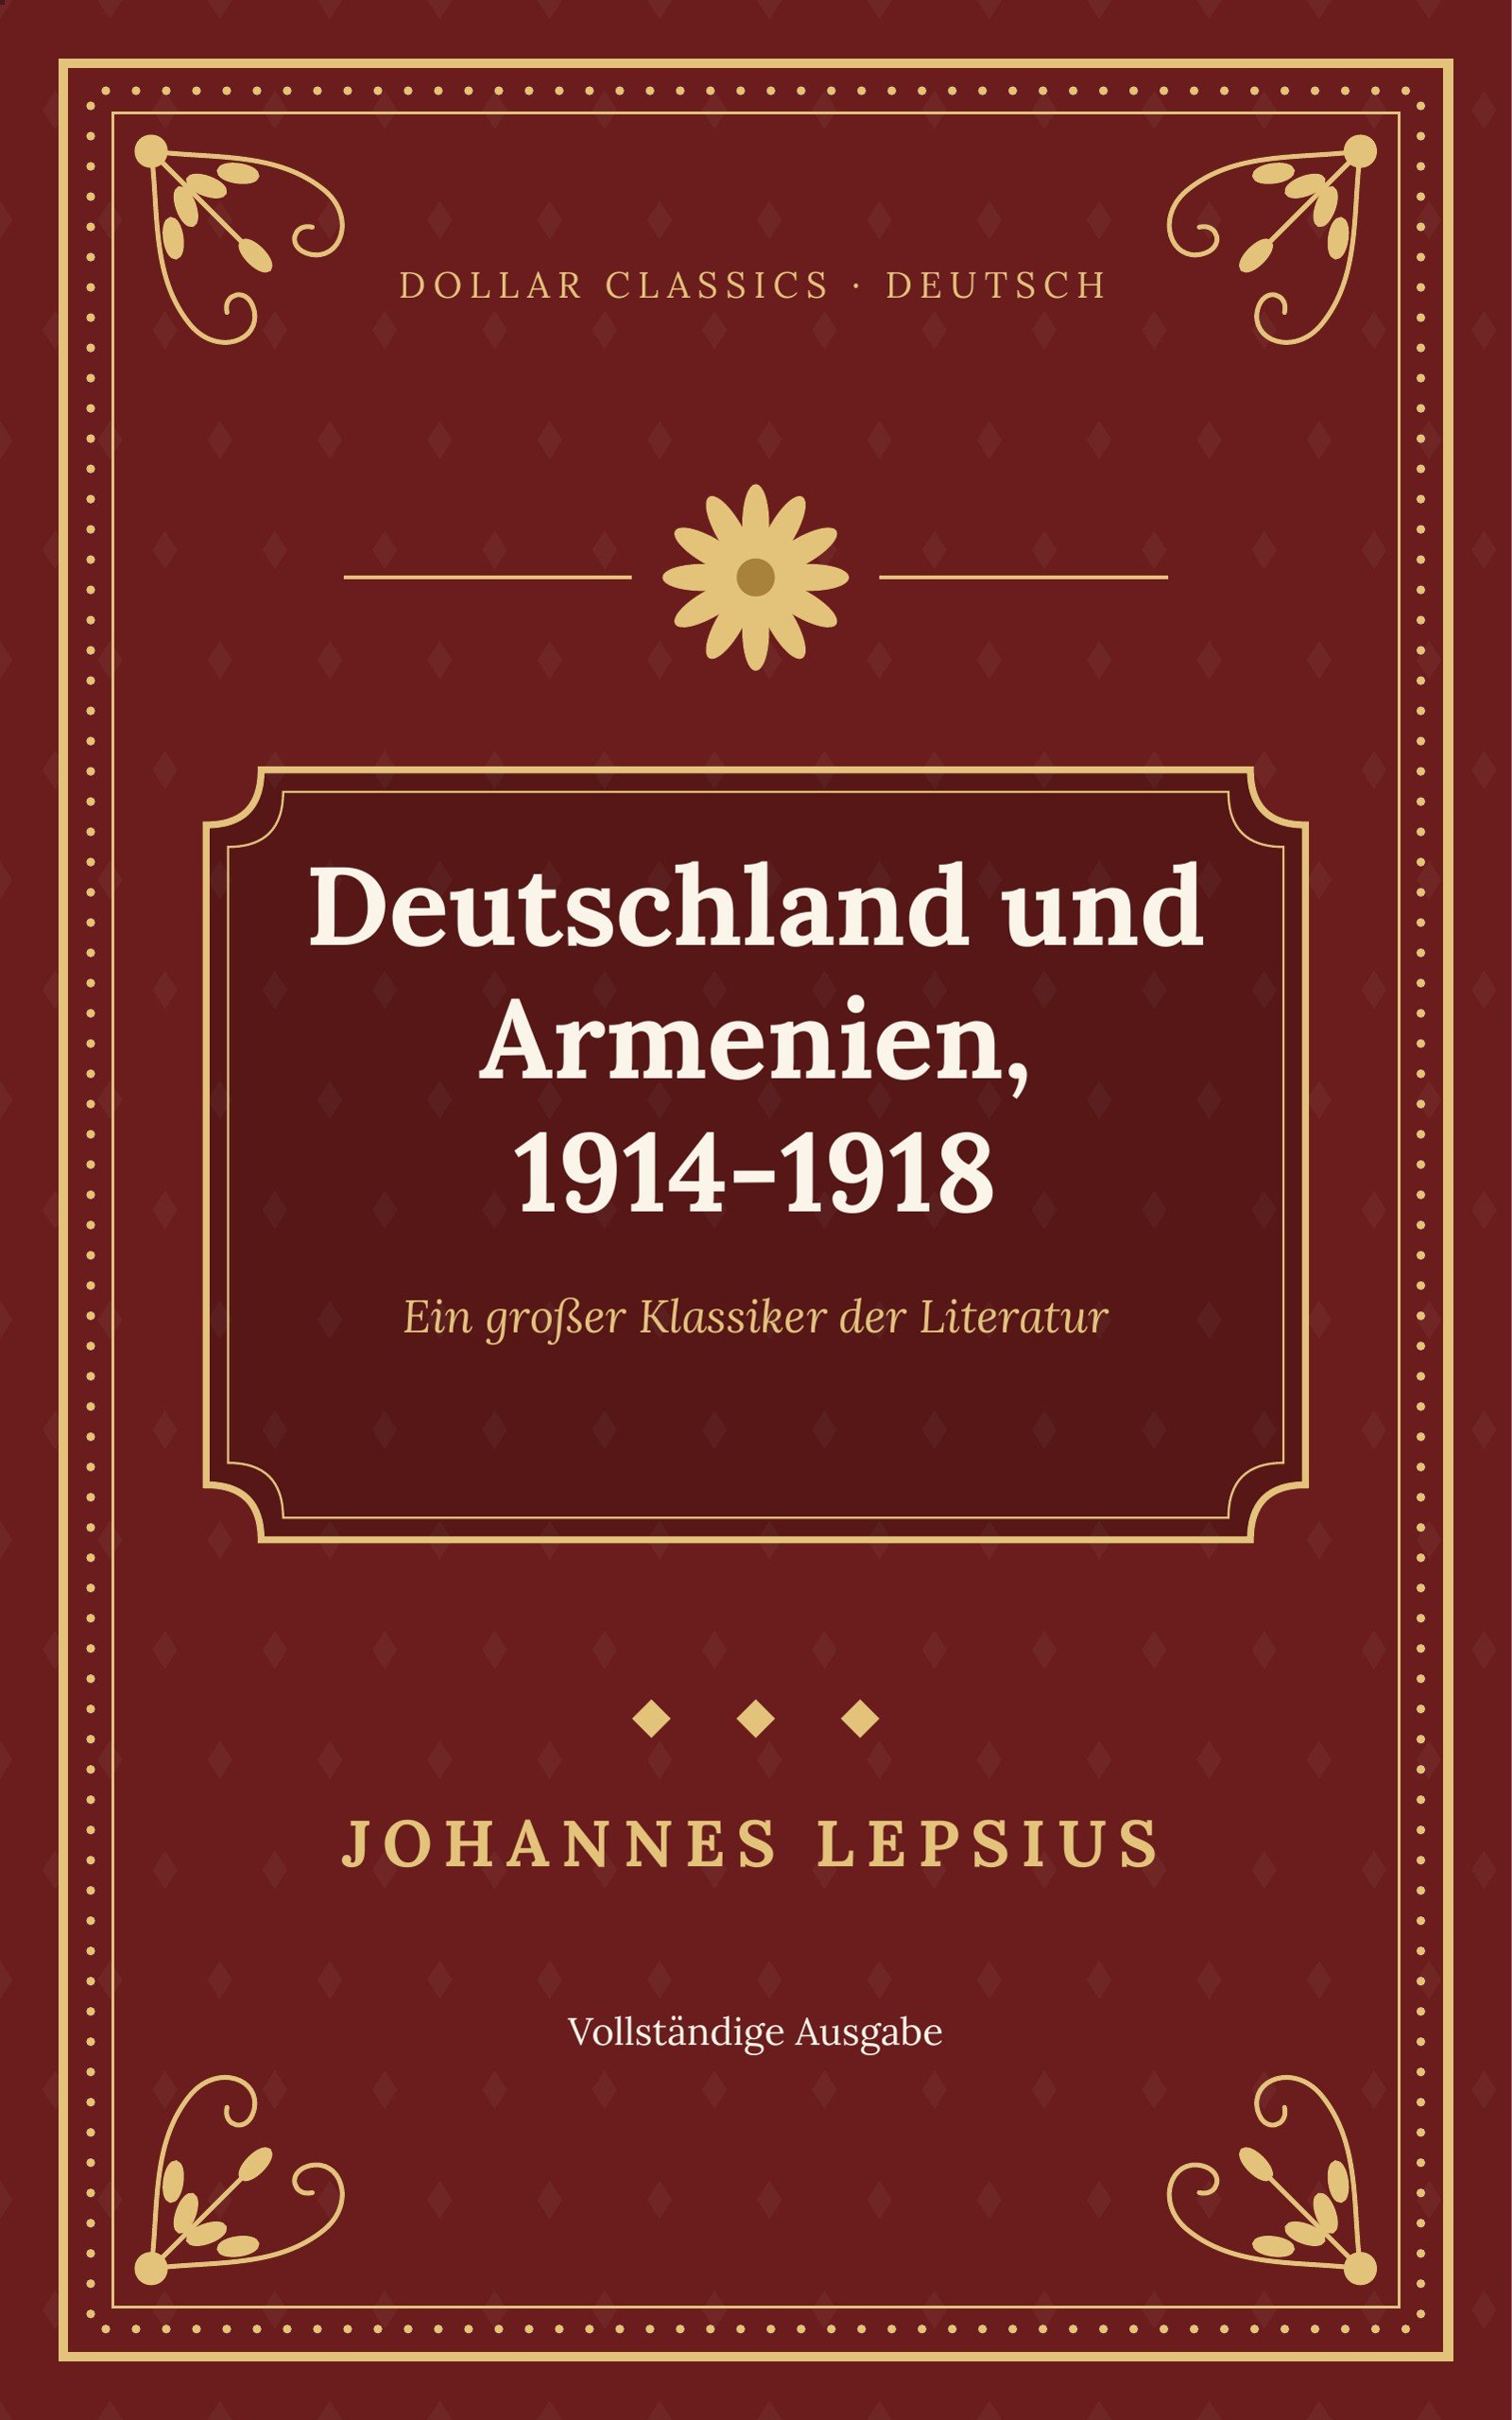 DOLLAR CLASSICS · DEUTSCH
Deutschland und
Armenien,
1914–1918
Ein großer Klassiker der Literatur
JOHANNES LEPSIUS
Vollständige Ausgabe